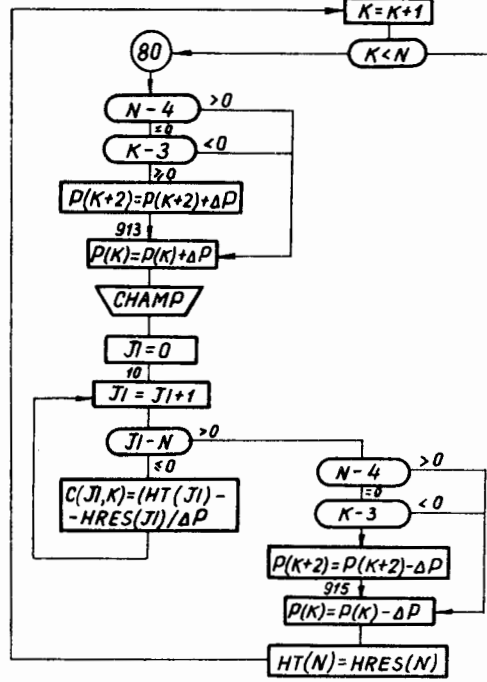 K=K+1
K<N
80
N-4
>0
≤0
K-3
<0
≥0
P(K+2)=P(K+2)+ΔP
913
P(K)=P(K)+ΔP
CHAMP
JI=0
10
JI=JI+1
JI-N
>0
≤0
C(JI,K)=(HT(JI)-
-HRES(JI)/ΔP
N-4
>0
=0
K-3
<0
P(K+2)=P(K+2)-ΔP
915
P(K)=P(K)-ΔP
HT(N)=HRES(N)